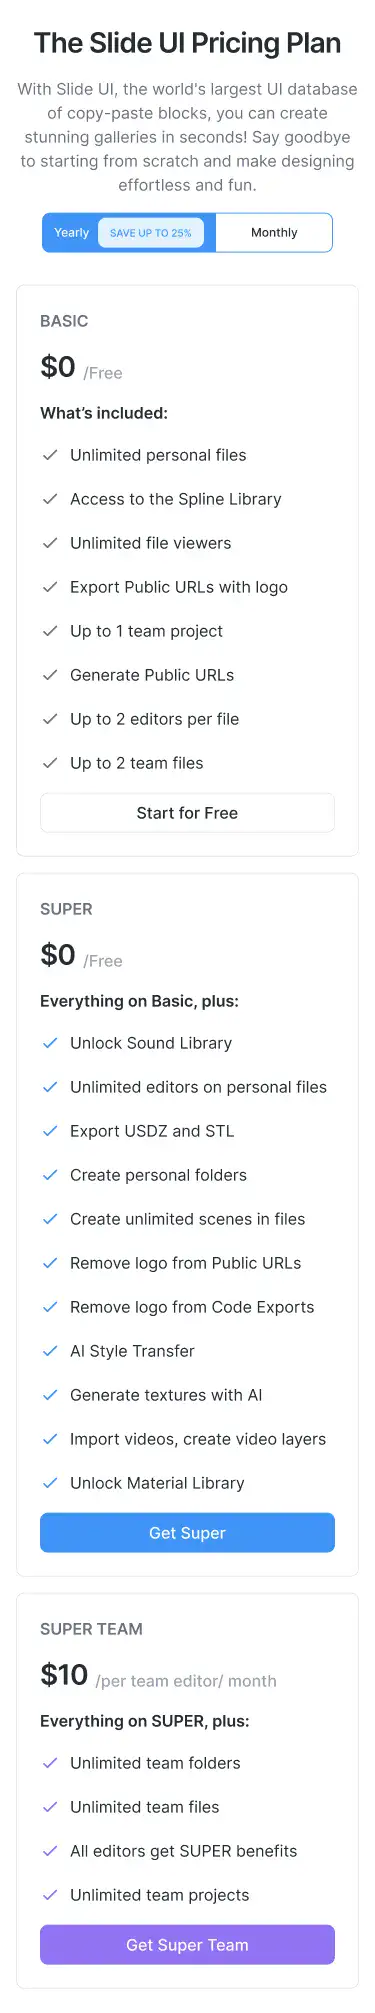 The Slide UI Pricing Plan
With Slide UI, the world's largest UI database
of copy-paste blocks, you can create
stunning galleries in seconds! Say goodbye
to starting from scratch and make designing
effortless and fun.
Yearly SAVE UP TO 25% Monthly
BASIC
$0 /Free
What’s included:
Unlimited personal files
Access to the Spline Library
Unlimited file viewers
Export Public URLs with logo
Up to 1 team project
Generate Public URLs
Up to 2 editors per file
Up to 2 team files
Start for Free
SUPER
$0 /Free
Everything on Basic, plus:
Unlock Sound Library
Unlimited editors on personal files
Export USDZ and STL
Create personal folders
Create unlimited scenes in files
Remove logo from Public URLs
Remove logo from Code Exports
AI Style Transfer
Generate textures with AI
Import videos, create video layers
Unlock Material Library
Get Super
SUPER TEAM
$10 /per team editor/ month
Everything on SUPER, plus:
Unlimited team folders
Unlimited team files
All editors get SUPER benefits
Unlimited team projects
Get Super Team